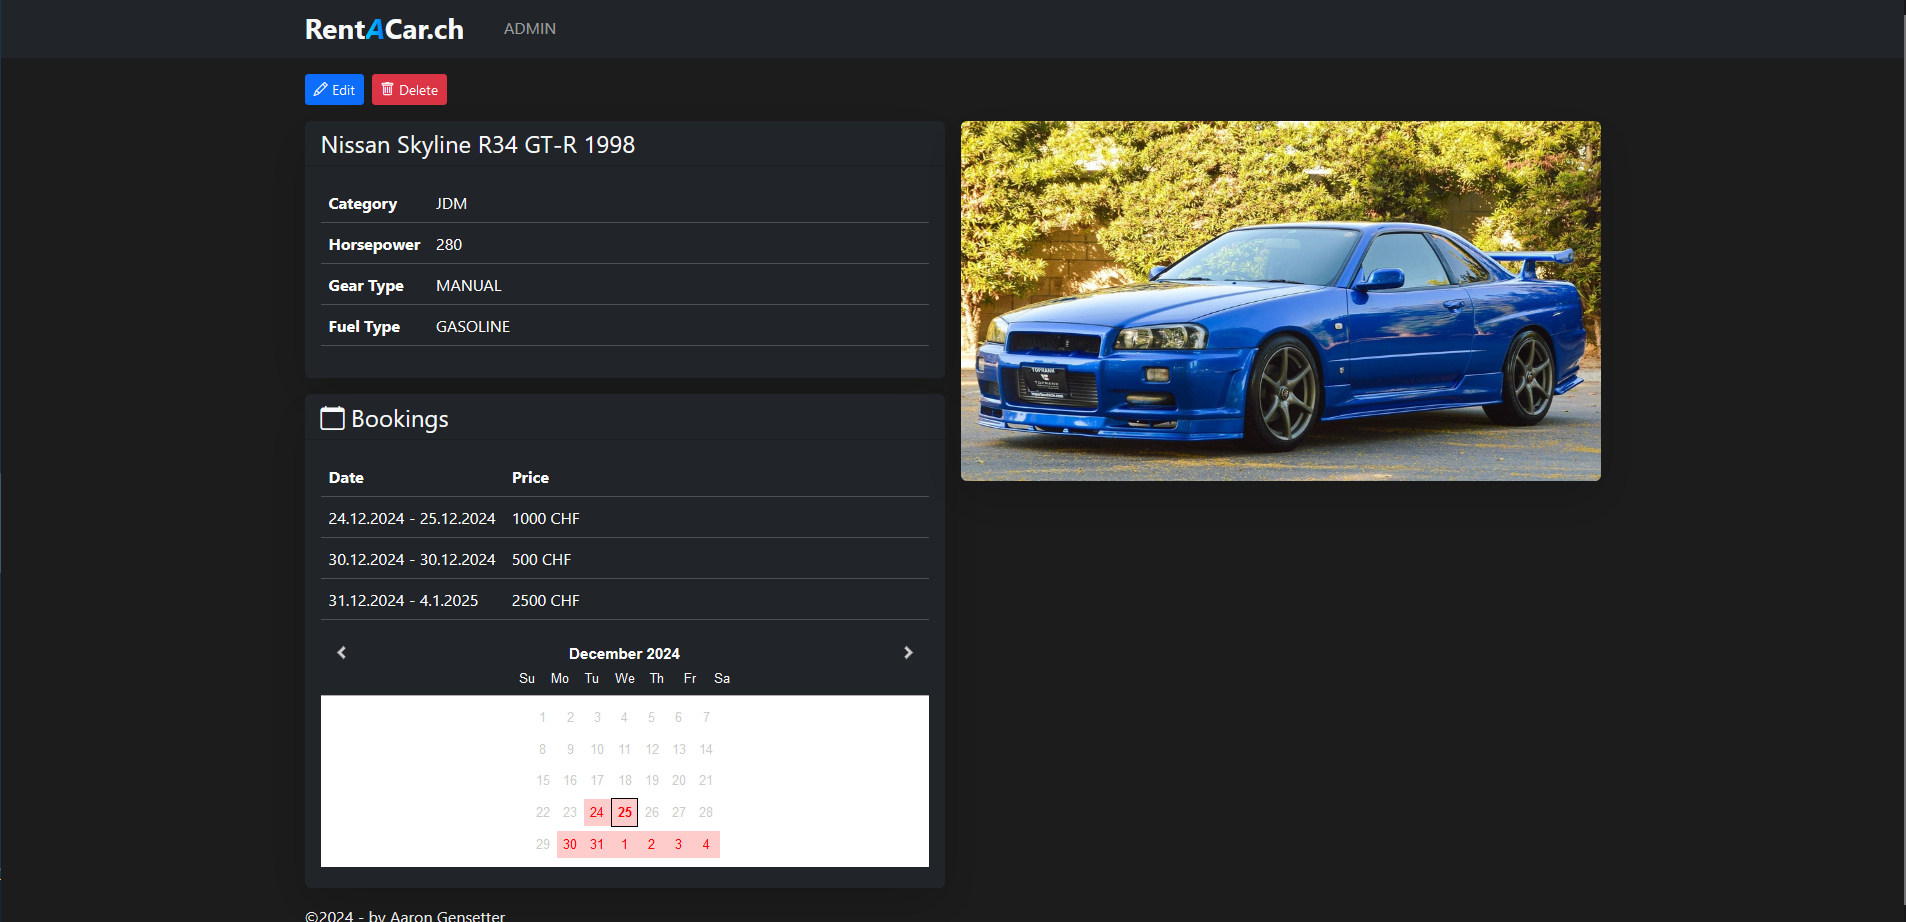 RentACar.ch ADMIN
Edit Delete
Nissan Skyline R34 GT-R 1998
Category JDM
Horsepower 280
Gear Type MANUAL
Fuel Type GASOLINE
TOPRANK
Bookings
Date Price
24.12.2024 - 25.12.2024 1000 CHF
30.12.2024 - 30.12.2024 500 CHF
31.12.2024 - 4.1.2025 2500 CHF
December 2024
Su Mo Tu We Th Fr Sa
1 2 3 4 5 6 7
8 9 10 11 12 13 14
15 16 17 18 19 20 21
22 23 24 25 26 27 28
29 30 31 1 2 3 4
©2024 - by Aaron Gensetter